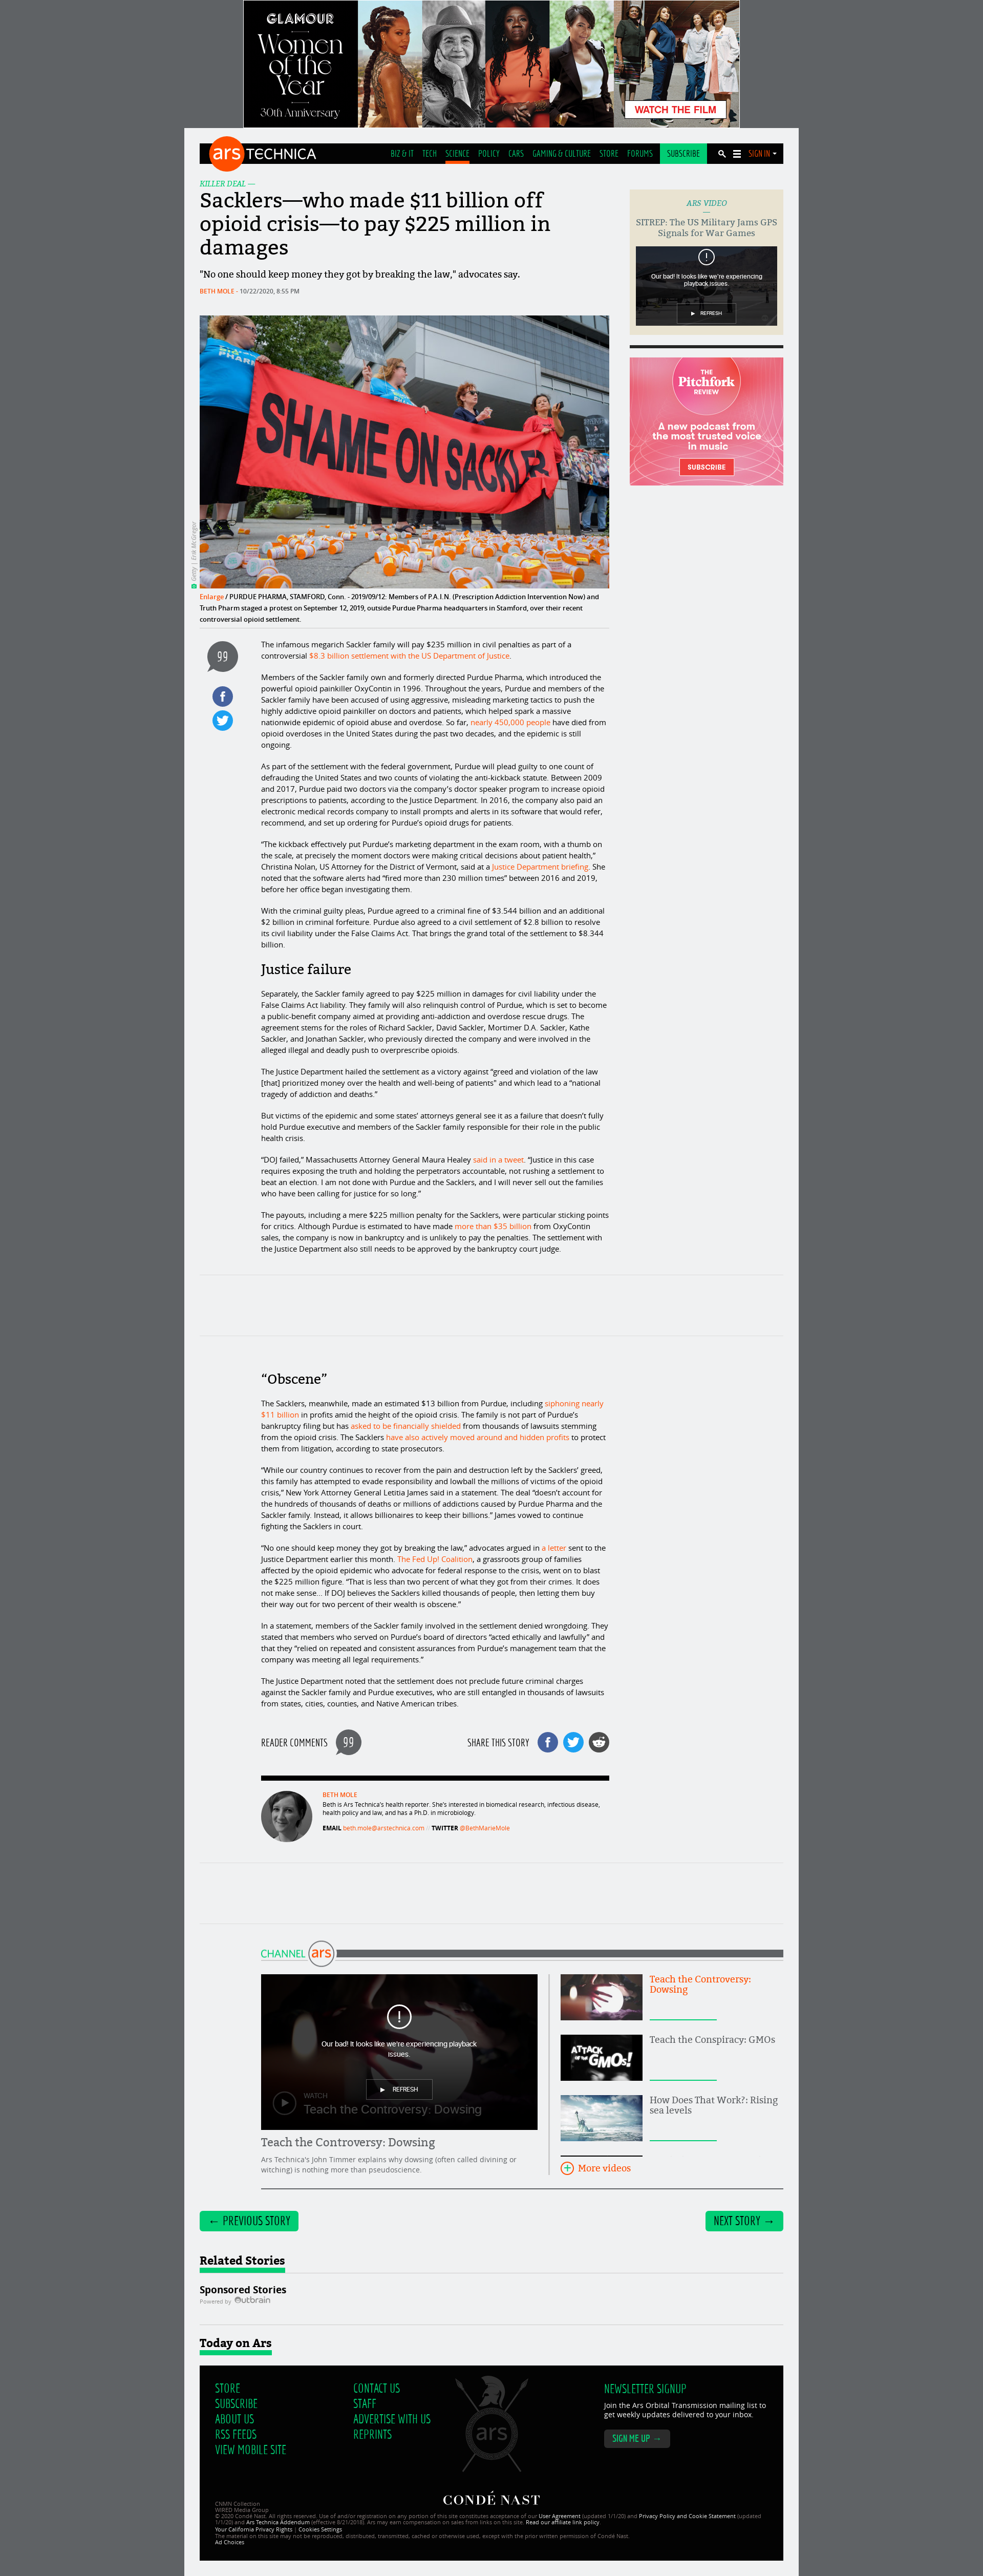 GLAMOUR
Women
of the
Year
30th Anniversary
WATCH THE FILM
ars TECHNICA
BIZ & IT TECH SCIENCE POLICY CARS GAMING & CULTURE STORE FORUMS SUBSCRIBE SIGN IN
KILLER DEAL —
Sacklers—who made $11 billion off
opioid crisis—to pay $225 million in
damages
"No one should keep money they got by breaking the law," advocates say.
BETH MOLE - 10/22/2020, 8:55 PM
ARS VIDEO
SITREP: The US Military Jams GPS
Signals for War Games
Our bad! It looks like we're experiencing
playback issues.
REFRESH
THE
Pitchfork
REVIEW
A new podcast from
the most trusted voice
in music
SUBSCRIBE
SHAME ON SACKLER
Getty | Erik McGregor
Enlarge / PURDUE PHARMA, STAMFORD, Conn. - 2019/09/12: Members of P.A.I.N. (Prescription Addiction Intervention Now) and
Truth Pharm staged a protest on September 12, 2019, outside Purdue Pharma headquarters in Stamford, over their recent
controversial opioid settlement.
99
The infamous megarich Sackler family will pay $235 million in civil penalties as part of a
controversial $8.3 billion settlement with the US Department of Justice.
Members of the Sackler family own and formerly directed Purdue Pharma, which introduced the
powerful opioid painkiller OxyContin in 1996. Throughout the years, Purdue and members of the
Sackler family have been accused of using aggressive, misleading marketing tactics to push the
highly addictive opioid painkiller on doctors and patients, which helped spark a massive
nationwide epidemic of opioid abuse and overdose. So far, nearly 450,000 people have died from
opioid overdoses in the United States during the past two decades, and the epidemic is still
ongoing.
As part of the settlement with the federal government, Purdue will plead guilty to one count of
defrauding the United States and two counts of violating the anti-kickback statute. Between 2009
and 2017, Purdue paid two doctors via the company's doctor speaker program to increase opioid
prescriptions to patients, according to the Justice Department. In 2016, the company also paid an
electronic medical records company to install prompts and alerts in its software that would refer,
recommend, and set up ordering for Purdue's opioid drugs for patients.
“The kickback effectively put Purdue's marketing department in the exam room, with a thumb on
the scale, at precisely the moment doctors were making critical decisions about patient health,”
Christina Nolan, US Attorney for the District of Vermont, said at a Justice Department briefing. She
noted that the software alerts had “fired more than 230 million times” between 2016 and 2019,
before her office began investigating them.
With the criminal guilty pleas, Purdue agreed to a criminal fine of $3.544 billion and an additional
$2 billion in criminal forfeiture. Purdue also agreed to a civil settlement of $2.8 billion to resolve
its civil liability under the False Claims Act. That brings the grand total of the settlement to $8.344
billion.
Justice failure
Separately, the Sackler family agreed to pay $225 million in damages for civil liability under the
False Claims Act liability. They family will also relinquish control of Purdue, which is set to become
a public-benefit company aimed at providing anti-addiction and overdose rescue drugs. The
agreement stems for the roles of Richard Sackler, David Sackler, Mortimer D.A. Sackler, Kathe
Sackler, and Jonathan Sackler, who previously directed the company and were involved in the
alleged illegal and deadly push to overprescribe opioids.
The Justice Department hailed the settlement as a victory against “greed and violation of the law
[that] prioritized money over the health and well-being of patients” and which lead to a “national
tragedy of addiction and deaths.”
But victims of the epidemic and some states’ attorneys general see it as a failure that doesn’t fully
hold Purdue executive and members of the Sackler family responsible for their role in the public
health crisis.
“DOJ failed,” Massachusetts Attorney General Maura Healey said in a tweet. “Justice in this case
requires exposing the truth and holding the perpetrators accountable, not rushing a settlement to
beat an election. I am not done with Purdue and the Sacklers, and I will never sell out the families
who have been calling for justice for so long.”
The payouts, including a mere $225 million penalty for the Sacklers, were particular sticking points
for critics. Although Purdue is estimated to have made more than $35 billion from OxyContin
sales, the company is now in bankruptcy and is unlikely to pay the penalties. The settlement with
the Justice Department also still needs to be approved by the bankruptcy court judge.
“Obscene”
The Sacklers, meanwhile, made an estimated $13 billion from Purdue, including siphoning nearly
$11 billion in profits amid the height of the opioid crisis. The family is not part of Purdue’s
bankruptcy filing but has asked to be financially shielded from thousands of lawsuits stemming
from the opioid crisis. The Sacklers have also actively moved around and hidden profits to protect
them from litigation, according to state prosecutors.
“While our country continues to recover from the pain and destruction left by the Sacklers’ greed,
this family has attempted to evade responsibility and lowball the millions of victims of the opioid
crisis,” New York Attorney General Letitia James said in a statement. The deal “doesn’t account for
the hundreds of thousands of deaths or millions of addictions caused by Purdue Pharma and the
Sackler family. Instead, it allows billionaires to keep their billions.” James vowed to continue
fighting the Sacklers in court.
“No one should keep money they got by breaking the law,” advocates argued in a letter sent to the
Justice Department earlier this month. The Fed Up! Coalition, a grassroots group of families
affected by the opioid epidemic who advocate for federal response to the crisis, went on to blast
the $225 million figure. “That is less than two percent of what they got from their crimes. It does
not make sense... If DOJ believes the Sacklers killed thousands of people, then letting them buy
their way out for two percent of their wealth is obscene.”
In a statement, members of the Sackler family involved in the settlement denied wrongdoing. They
stated that members who served on Purdue’s board of directors “acted ethically and lawfully” and
that they “relied on repeated and consistent assurances from Purdue’s management team that the
company was meeting all legal requirements.”
The Justice Department noted that the settlement does not preclude future criminal charges
against the Sackler family and Purdue executives, who are still entangled in thousands of lawsuits
from states, cities, counties, and Native American tribes.
READER COMMENTS 99 SHARE THIS STORY
BETH MOLE
Beth is Ars Technica’s health reporter. She’s interested in biomedical research, infectious disease,
health policy and law, and has a Ph.D. in microbiology.
EMAIL beth.mole@arstechnica.com // TWITTER @BethMarieMole
CHANNEL ars
Our bad! It looks like we're experiencing playback
issues.
REFRESH
WATCH
Teach the Controversy: Dowsing
Teach the Controversy: Dowsing
Ars Technica's John Timmer explains why dowsing (often called divining or
witching) is nothing more than pseudoscience.
Teach the Controversy:
Dowsing
ATTACK OF THE GMOs!
Teach the Conspiracy: GMOs
How Does That Work?: Rising
sea levels
More videos
← PREVIOUS STORY
NEXT STORY →
Related Stories
Sponsored Stories
Powered by Outbrain
Today on Ars
STORE
SUBSCRIBE
ABOUT US
RSS FEEDS
VIEW MOBILE SITE
CONTACT US
STAFF
ADVERTISE WITH US
REPRINTS
ars
NEWSLETTER SIGNUP
Join the Ars Orbital Transmission mailing list to
get weekly updates delivered to your inbox.
SIGN ME UP →
CONDÉ NAST
CNMN Collection
WIRED Media Group
© 2020 Condé Nast. All rights reserved. Use of and/or registration on any portion of this site constitutes acceptance of our User Agreement (updated 1/1/20) and Privacy Policy and Cookie Statement (updated
1/1/20) and Ars Technica Addendum (effective 8/21/2018). Ars may earn compensation on sales from links on this site. Read our affiliate link policy.
Your California Privacy Rights | Cookies Settings
The material on this site may not be reproduced, distributed, transmitted, cached or otherwise used, except with the prior written permission of Condé Nast.
Ad Choices